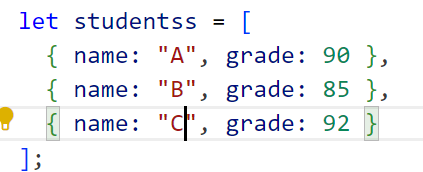 let studentss = [
{ name: "A", grade: 90 },
{ name: "B", grade: 85 },
{ name: "C", grade: 92 }
];